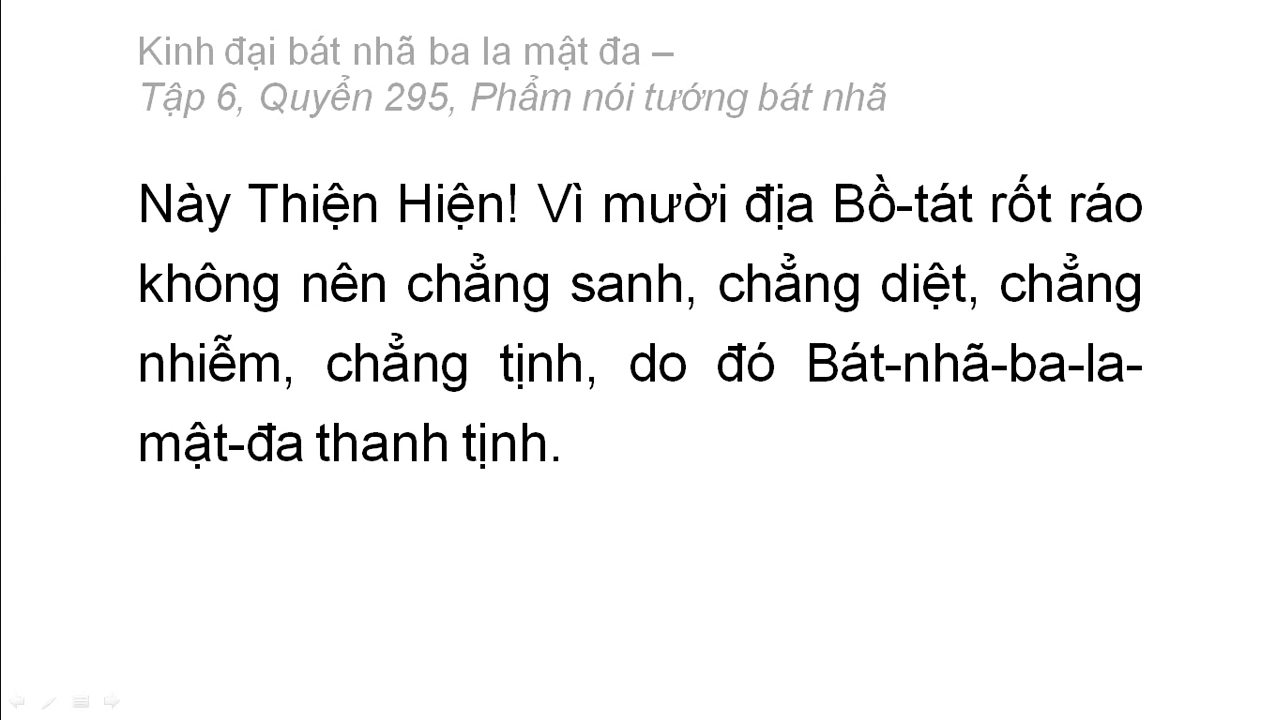 Kinh đại bát nhã ba la mật đa –
Tập 6, Quyển 295, Phẩm nói tướng bát nhã
Này Thiện Hiện! Vì mười địa Bồ-tát rốt ráo
không nên chẳng sanh, chẳng diệt, chẳng
nhiễm, chẳng tịnh, do đó Bát-nhã-ba-la-
mật-đa thanh tịnh.